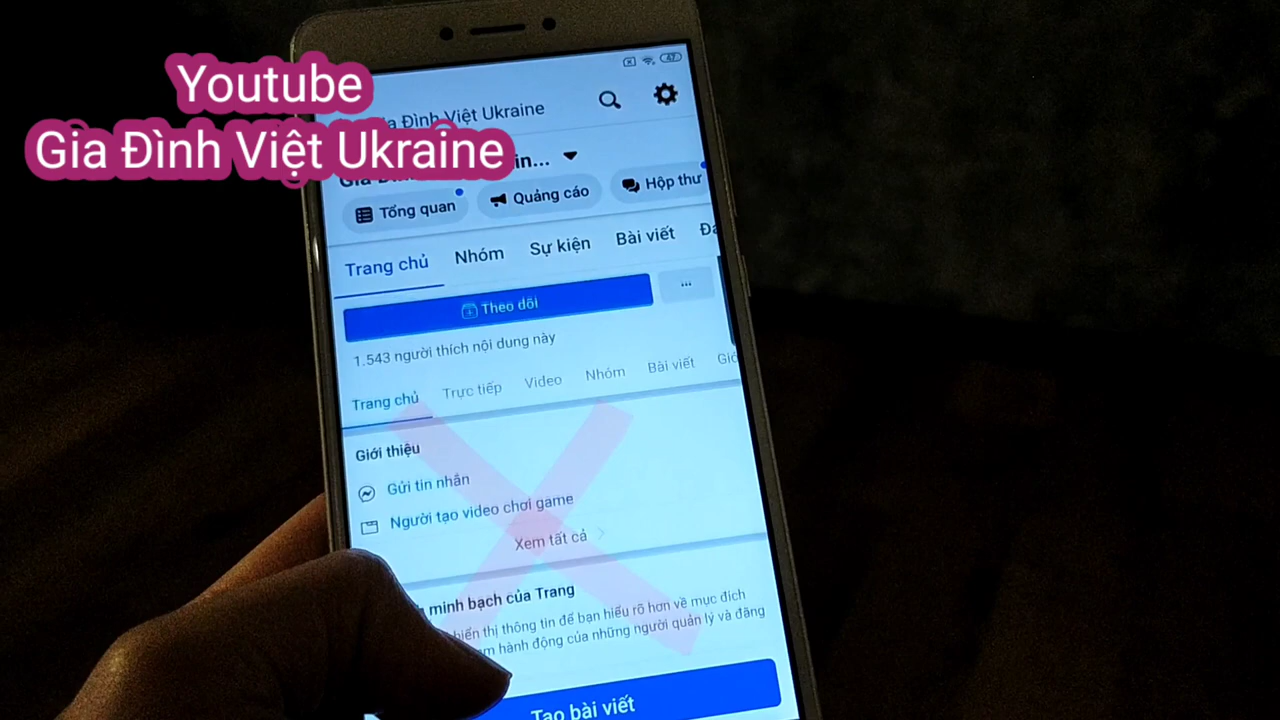 Youtube
Gia Đình Việt Ukraine
Đình Việt Ukraine
47
in...
Tổng quan
Quảng cáo
Hộp thư
Trang chủ
Nhóm
Sự kiện
Bài viết
Theo dõi
...
1.543 người thích nội dung này
Trang chủ
Trực tiếp
Video
Nhóm
Bài viết
Giới thiệu
Gửi tin nhắn
Người tạo video chơi game
Xem tất cả
minh bạch của Trang
thị thông tin để bạn hiểu rõ hơn về mục đích
hành động của những người quản lý và đăng
Tạo bài viết